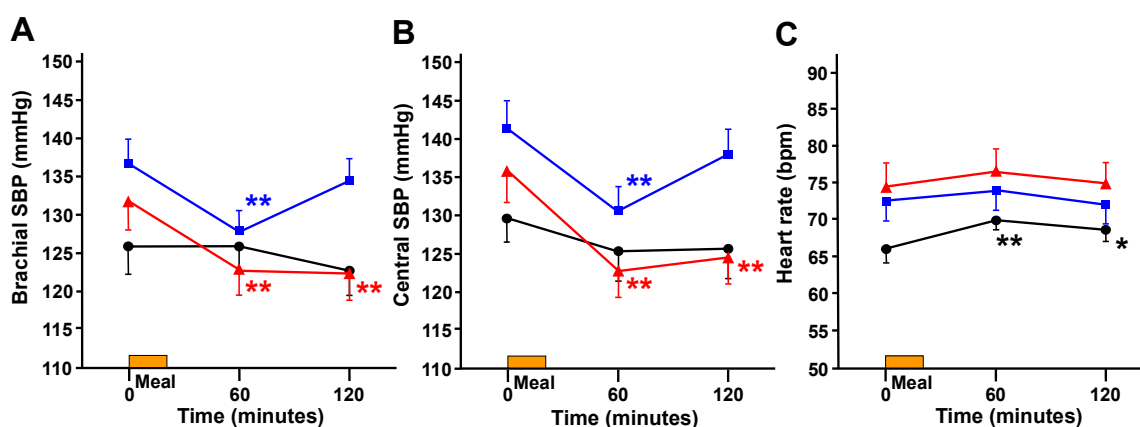 A
Brachial SBP (mmHg)
150
145
140
135
130
125
120
115
110
**
**
**
Meal
0 60 120
Time (minutes)
B
Central SBP (mmHg)
150
145
140
135
130
125
120
115
110
**
**
**
Meal
0 60 120
Time (minutes)
C
Heart rate (bpm)
90
85
80
75
70
65
60
55
50
**
*
Meal
0 60 120
Time (minutes)